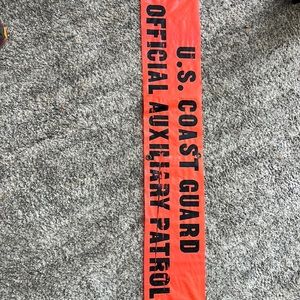 U.S. COAST GUARD
OFFICIAL AUXILIARY PATROL